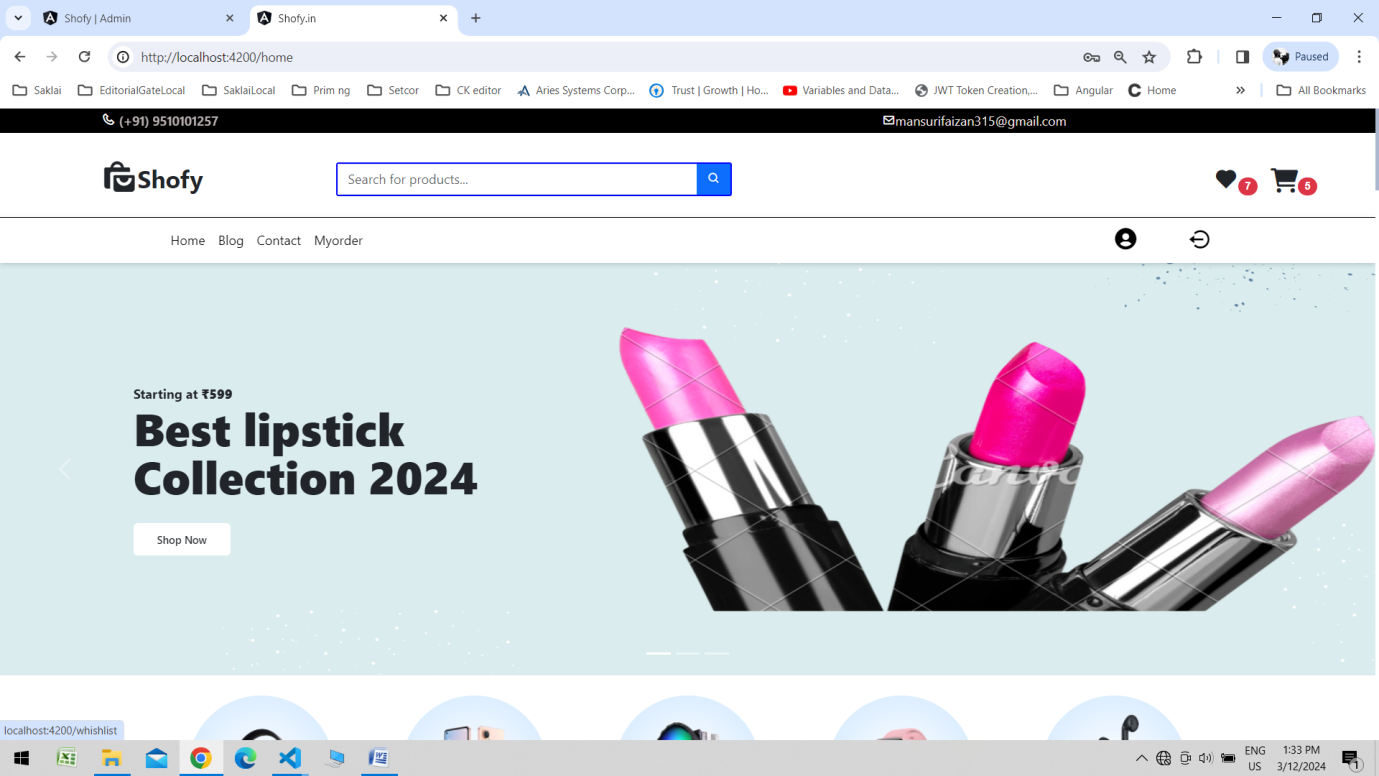 Shofy | Admin
Shofy.in
http://localhost:4200/home
Paused
Saklai
EditorialGateLocal
SaklaiLocal
Prim ng
Setcor
CK editor
Aries Systems Corp...
Trust | Growth | Ho...
Variables and Data...
JWT Token Creation,...
Angular
Home
»
All Bookmarks
(+91) 9510101257
mansurifaizan315@gmail.com
Shofy
Search for products...
7
5
Home
Blog
Contact
Myorder
Starting at ₹599
Best lipstick
Collection 2024
Canva
Shop Now
localhost:4200/whishlist
ENG
US
1:33 PM
3/12/2024
1